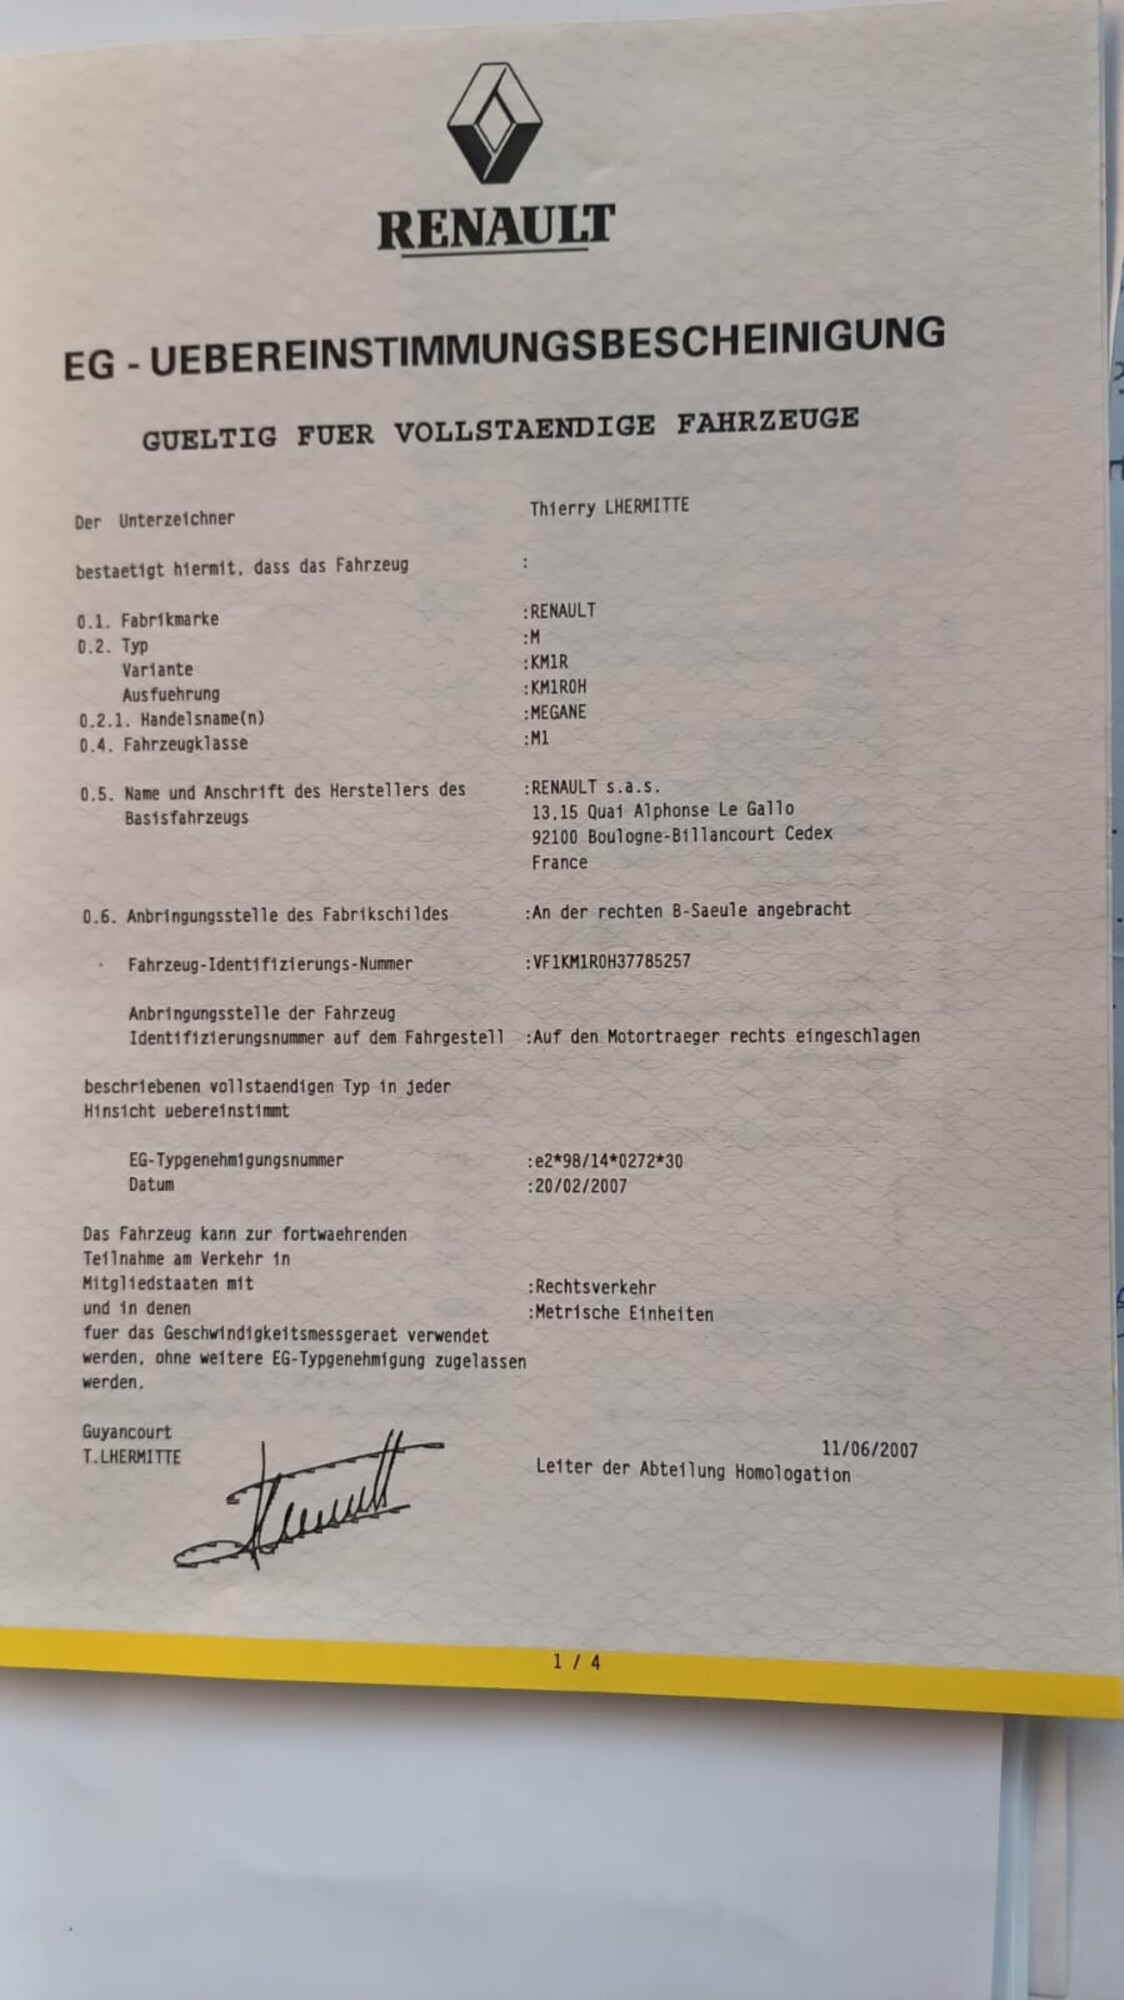 RENAULT
EG - UEBEREINSTIMMUNGSBESCHEINIGUNG
GUELTIG FUER VOLLSTAENDIGE FAHRZEUGE
Der Unterzeichner Thierry LHERMITTE
bestaetigt hiermit, dass das Fahrzeug :
0.1. Fabrikmarke :RENAULT
0.2. Typ :M
Variante :KM1R
Ausfuehrung :KM1R0H
0.2.1. Handelsname(n) :MEGANE
0.4. Fahrzeugklasse :M1
0.5. Name und Anschrift des Herstellers des :RENAULT s.a.s.
Basisfahrzeugs 13,15 Quai Alphonse Le Gallo
92100 Boulogne-Billancourt Cedex
France
0.6. Anbringungsstelle des Fabrikschildes :An der rechten B-Saeule angebracht
Fahrzeug-Identifizierungs-Nummer :VF1KM1R0H37785257
Anbringungsstelle der Fahrzeug
Identifizierungsnummer auf dem Fahrgestell :Auf den Motortraeger rechts eingeschlagen
beschriebenen vollstaendigen Typ in jeder
Hinsicht uebereinstimmt
EG-Typgenehmigungsnummer :e2*98/14*0272*30
Datum :20/02/2007
Das Fahrzeug kann zur fortwaehrenden
Teilnahme am Verkehr in
Mitgliedstaaten mit :Rechtsverkehr
und in denen :Metrische Einheiten
fuer das Geschwindigkeitsmessgeraet verwendet
werden, ohne weitere EG-Typgenehmigung zugelassen
werden.
Guyancourt
T.LHERMITTE 11/06/2007
Leiter der Abteilung Homologation
1 / 4